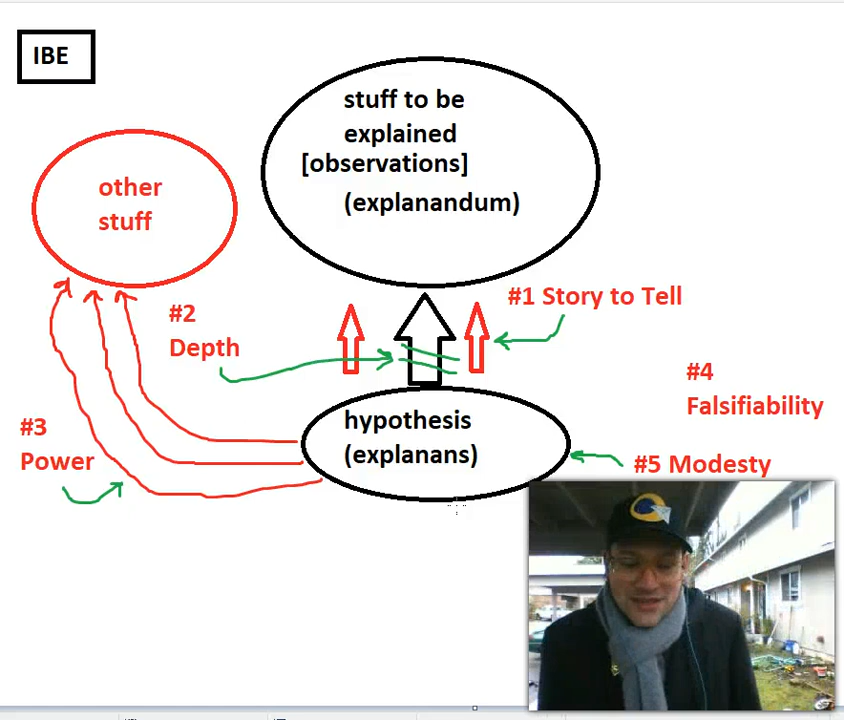 IBE
stuff to be
explained
[observations]
(explanandum)
other
stuff
#1 Story to Tell
#2
Depth
#4
Falsifiability
hypothesis
(explanans)
#3
Power
#5 Modesty